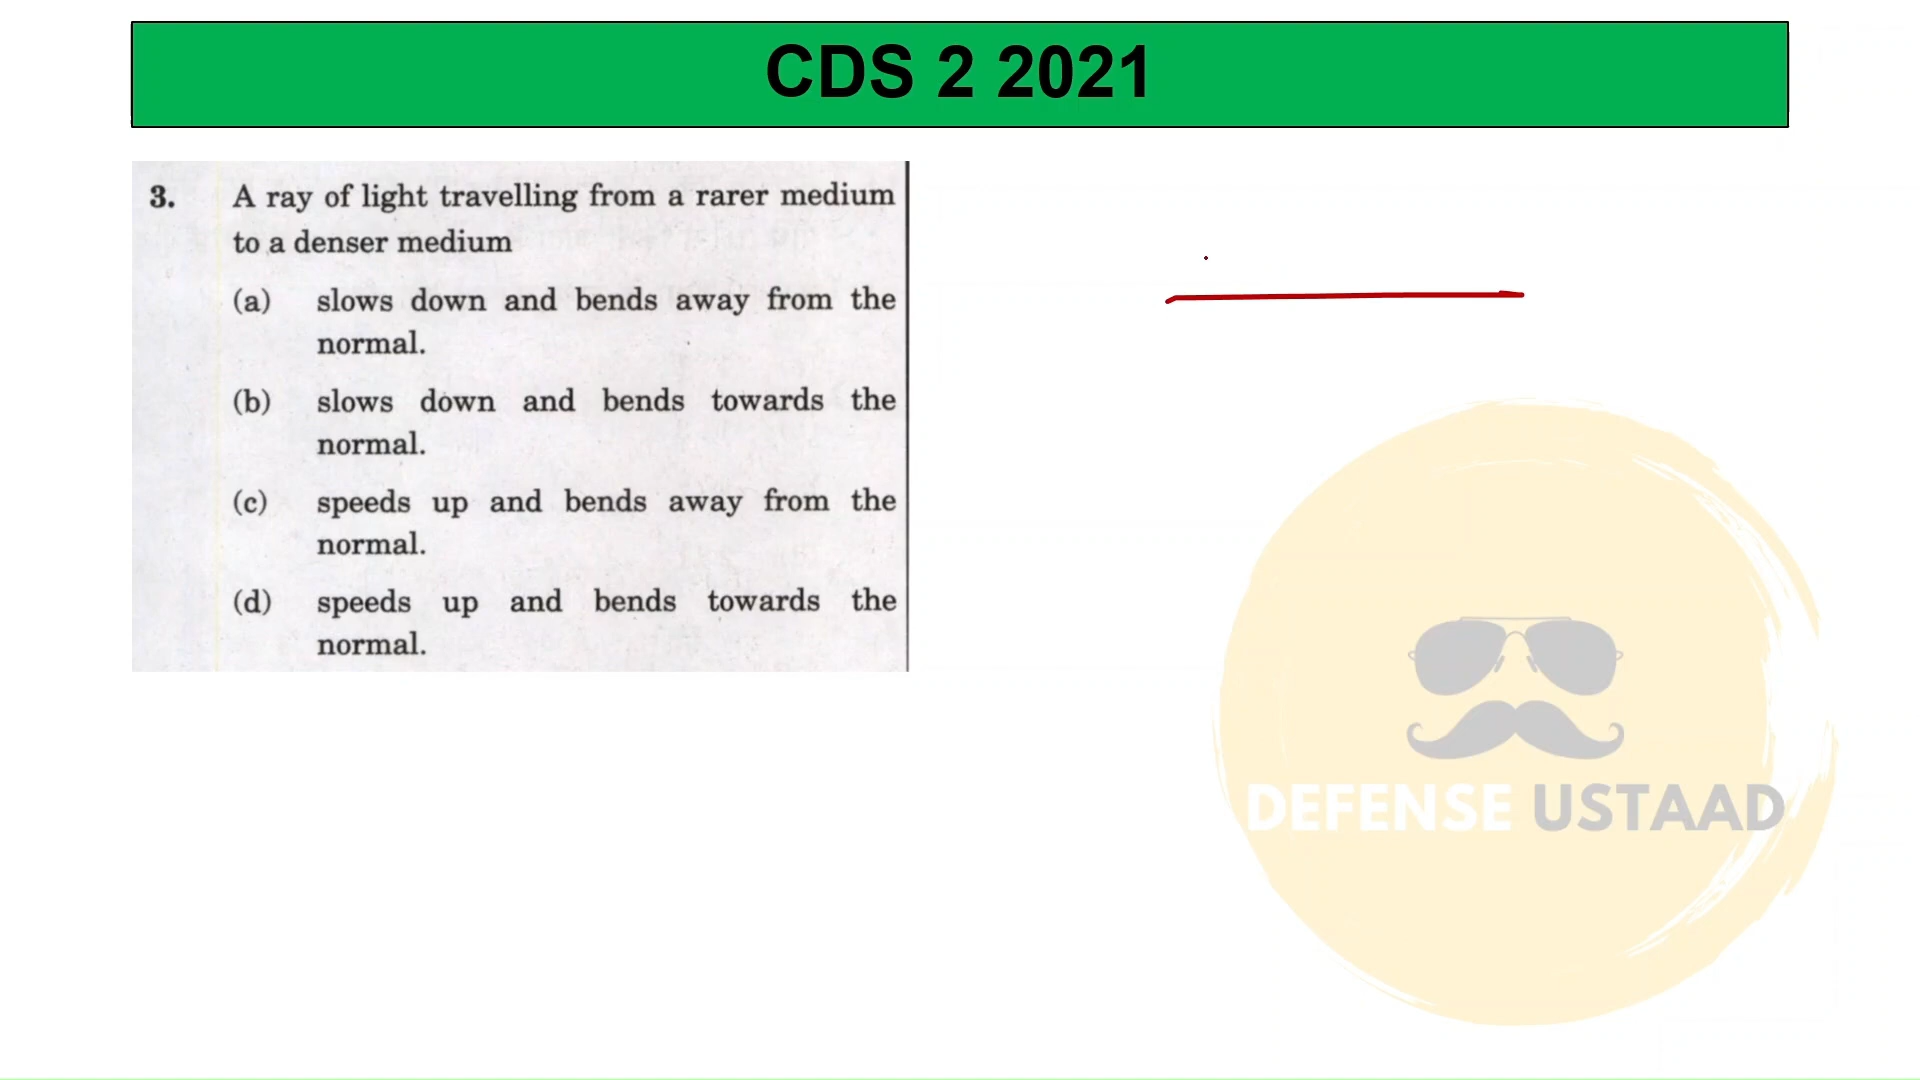 CDS 2 2021
3. A ray of light travelling from a rarer medium
to a denser medium
(a) slows down and bends away from the
normal.
(b) slows down and bends towards the
normal.
(c) speeds up and bends away from the
normal.
(d) speeds up and bends towards the
normal.
DEFENSE USTAAD